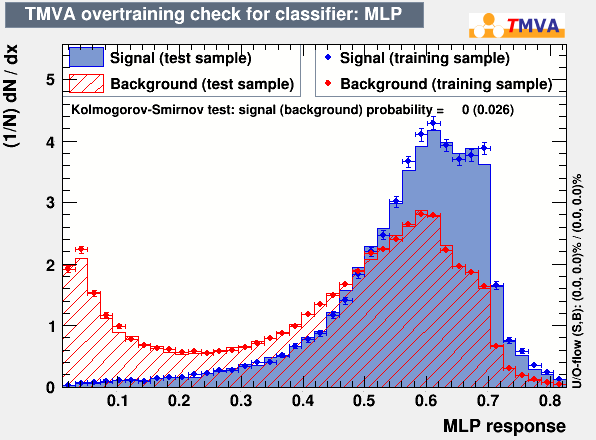 TMVA overtraining check for classifier: MLP
TMVA
Signal (test sample)
Signal (training sample)
Background (test sample)
Background (training sample)
Kolmogorov-Smirnov test: signal (background) probability = 0 (0.026)
(1/N) dN / dx
5
4
3
2
1
0
0.1 0.2 0.3 0.4 0.5 0.6 0.7 0.8
MLP response
U/O-flow (S,B): (0.0, 0.0)% / (0.0, 0.0)%